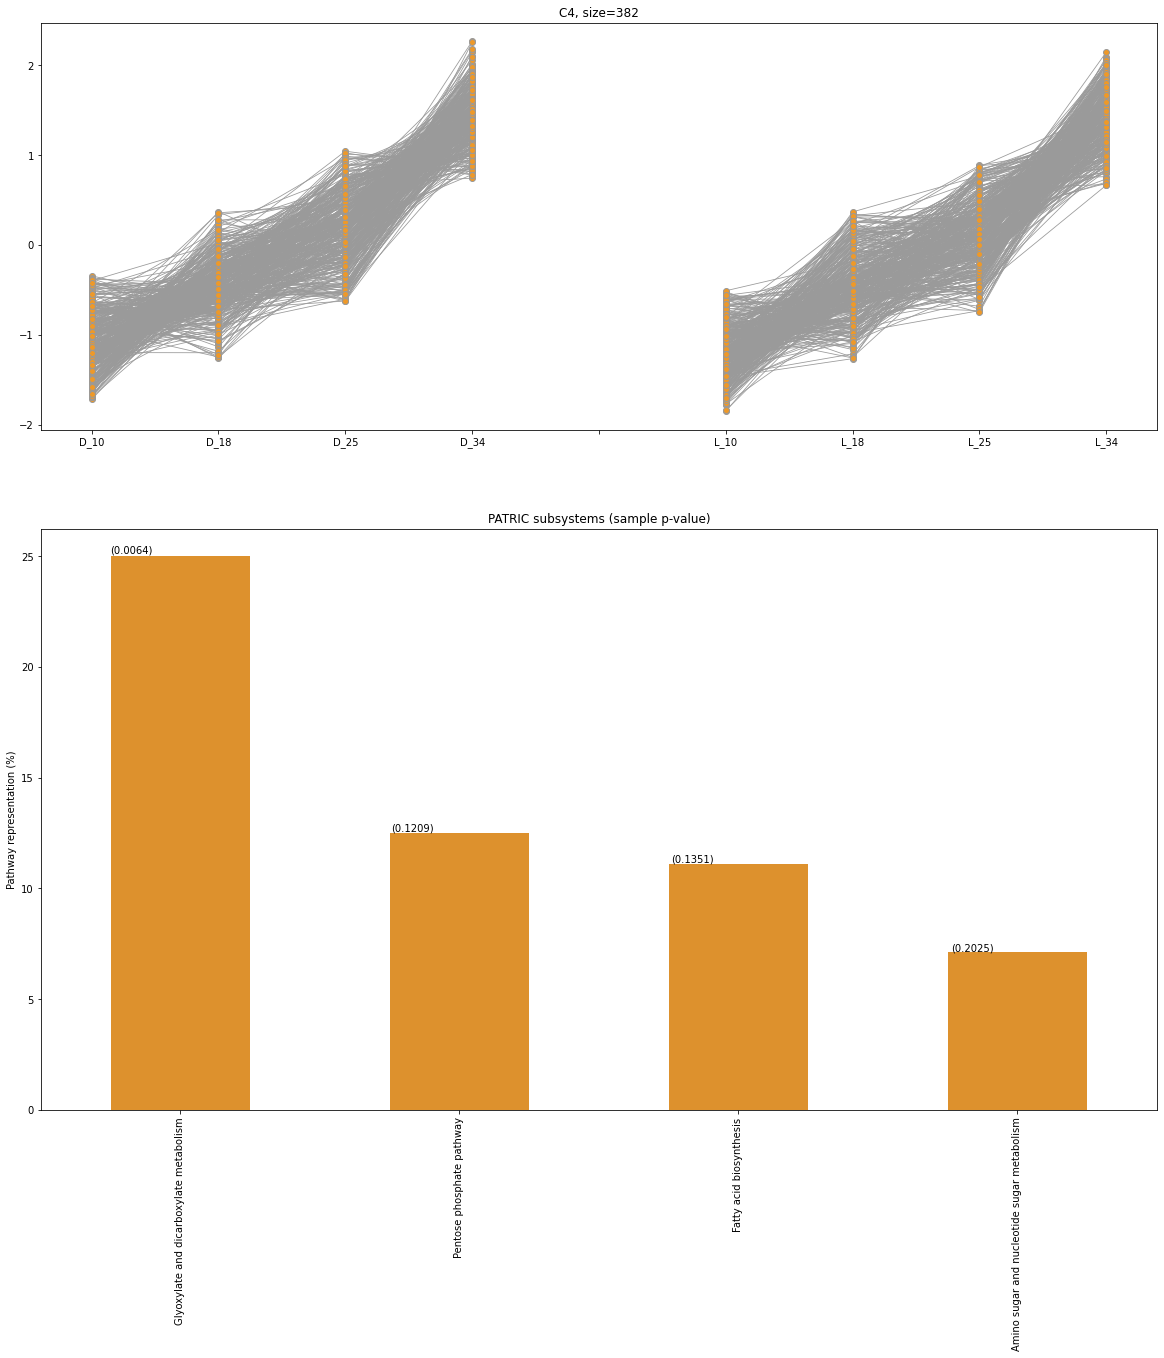 C4, size=382
2
1
0
−1
−2
D_10
D_18
D_25
D_34
L_10
L_18
L_25
L_34
PATRIC subsystems (sample p-value)
Pathway representation (%)
25
20
15
10
5
0
(0.0064)
(0.1209)
(0.1351)
(0.2025)
Glyoxylate and dicarboxylate metabolism
Pentose phosphate pathway
Fatty acid biosynthesis
Amino sugar and nucleotide sugar metabolism